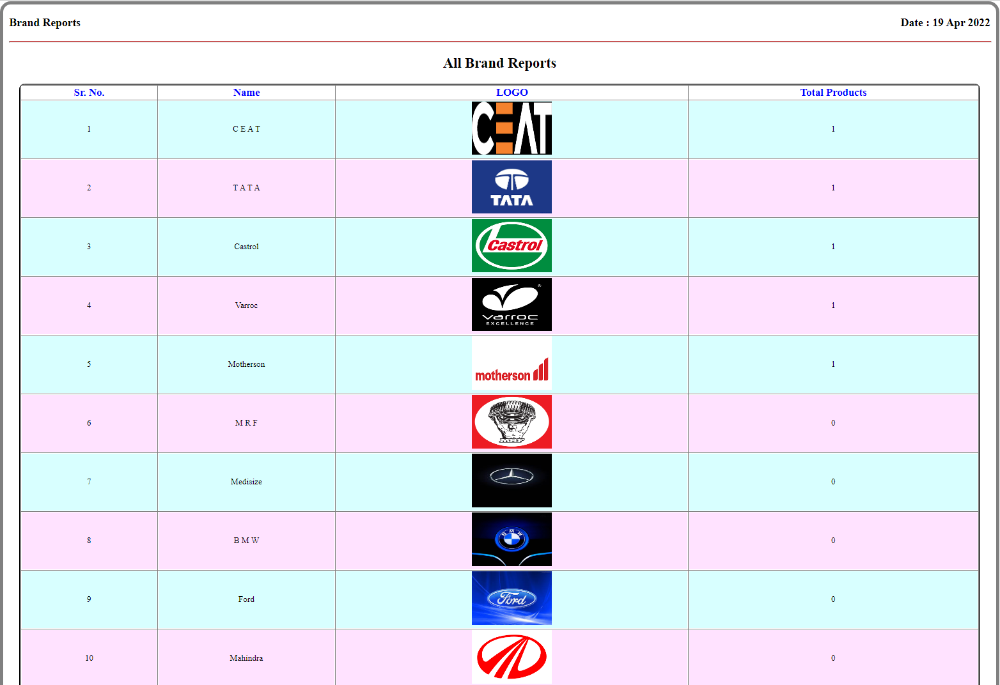 Brand Reports Date : 19 Apr 2022
All Brand Reports
Sr. No. Name LOGO Total Products
1 C E A T CEAT 1
2 T A T A TATA 1
3 Castrol Castrol 1
4 Varroc varroc EXCELLENCE ® 1
5 Motherson motherson 1
6 M R F 0
7 Medisize 0
8 B M W BMW 0
9 Ford Ford 0
10 Mahindra 0